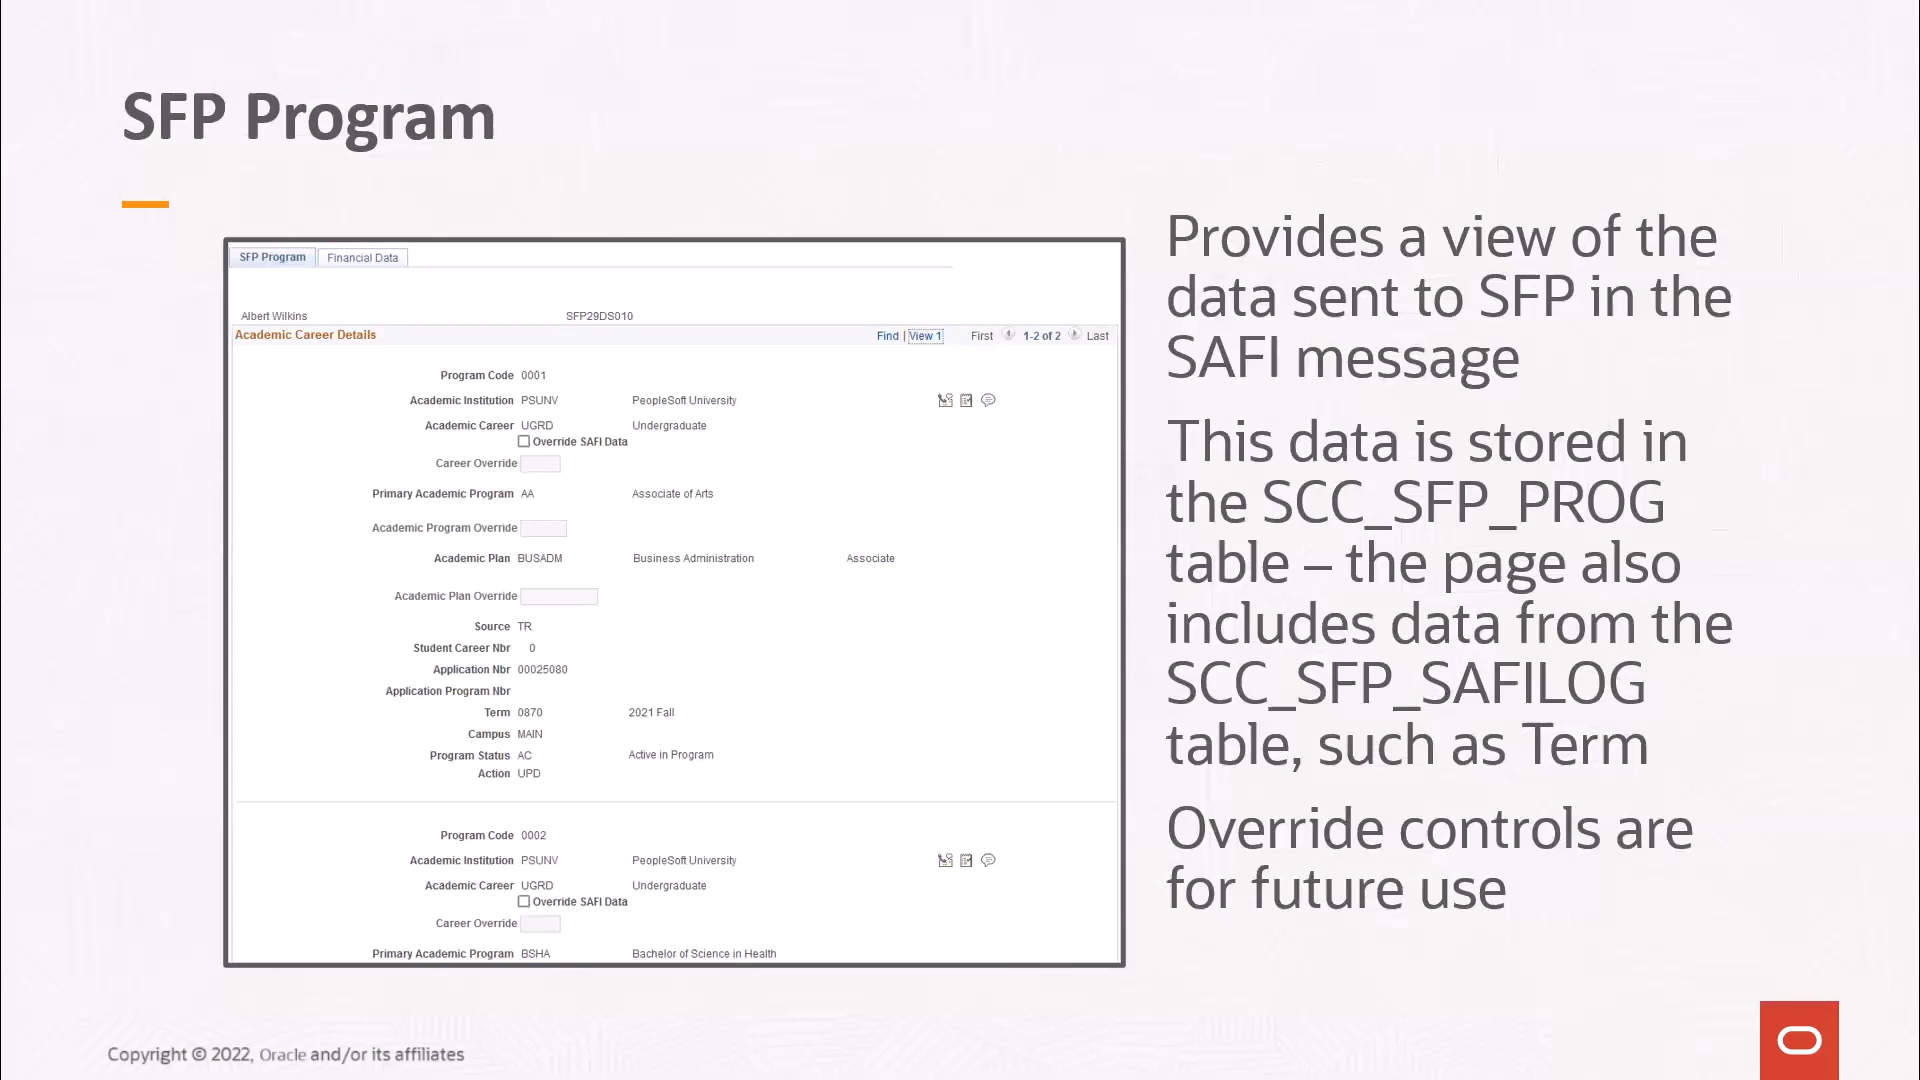 SFP Program
SFP Program Financial Data
Albert Wilkins SFP29DS010
Academic Career Details Find | View 1 First 1-2 of 2 Last
Program Code 0001
Academic Institution PSUNV PeopleSoft University
Academic Career UGRD Undergraduate
Override SAFI Data
Career Override
Primary Academic Program AA Associate of Arts
Academic Program Override
Academic Plan BUSADM Business Administration Associate
Academic Plan Override
Source TR
Student Career Nbr 0
Application Nbr 00025080
Application Program Nbr
Term 0870 2021 Fall
Campus MAIN
Program Status AC Active in Program
Action UPD
Program Code 0002
Academic Institution PSUNV PeopleSoft University
Academic Career UGRD Undergraduate
Override SAFI Data
Career Override
Primary Academic Program BSHA Bachelor of Science in Health
Provides a view of the
data sent to SFP in the
SAFI message
This data is stored in
the SCC_SFP_PROG
table – the page also
includes data from the
SCC_SFP_SAFILOG
table, such as Term
Override controls are
for future use
Copyright © 2022, Oracle and/or its affiliates